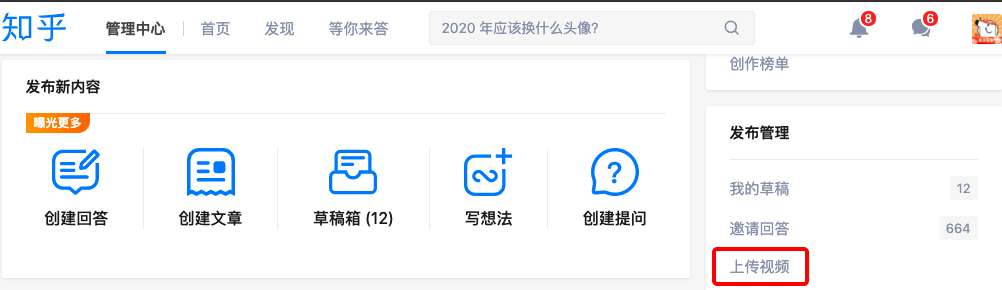 知乎 管理中心 首页 发现 等你来答 2020 年应该换什么头像? 8 6
创作榜单
发布新内容
曝光更多
创建回答 创建文章 草稿箱 (12) 写想法 创建提问
发布管理
我的草稿 12
邀请回答 664
上传视频